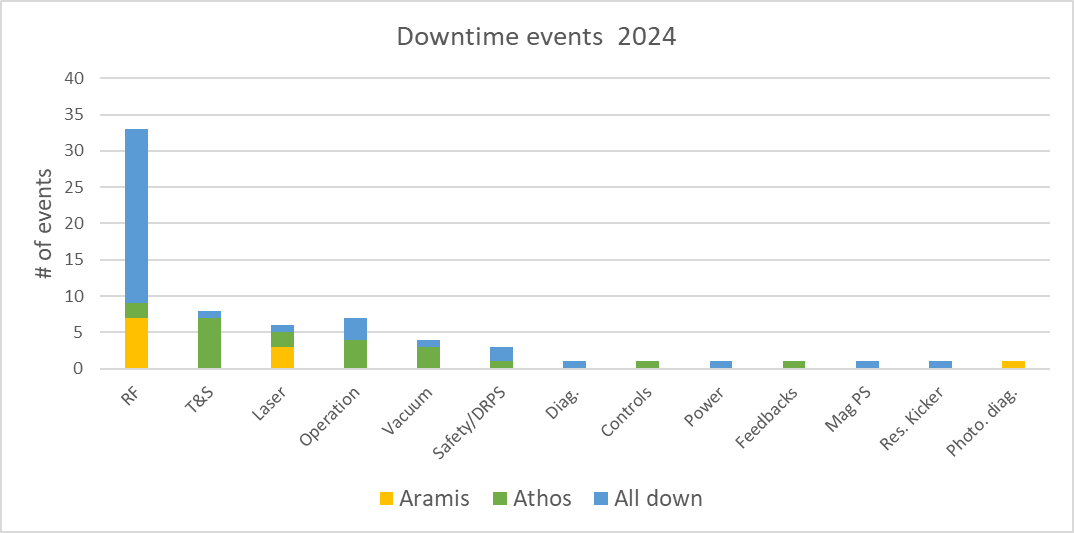 Downtime events 2024
# of events
40
35
30
25
20
15
10
5
0
RF
T&S
Laser
Operation
Vacuum
Safety/DRPS
Diag.
Controls
Power
Feedbacks
Mag PS
Res. Kicker
Photo. diag.
Aramis
Athos
All down